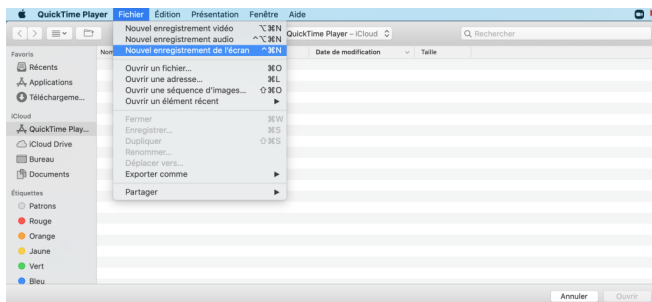 QuickTime Player Fichier Édition Présentation Fenêtre Aide
Nouvel enregistrement vidéo ⌥⌘N
Nouvel enregistrement audio ^⌥⌘N
Nouvel enregistrement de l'écran ^⌘N
QuickTime Player – iCloud
Rechercher
Favoris
Nom
Date de modification
Taille
Récents
Applications
Téléchargeme...
iCloud
QuickTime Play...
iCloud Drive
Bureau
Documents
Étiquettes
Patrons
Rouge
Orange
Jaune
Vert
Bleu
Ouvrir un fichier... ⌘O
Ouvrir une adresse... ⌘L
Ouvrir une séquence d'images... ⇧⌘O
Ouvrir un élément récent
Fermer ⌘W
Enregistrer... ⌘S
Dupliquer ⇧⌘S
Renommer...
Déplacer vers...
Exporter comme
Partager
Annuler
Ouvrir